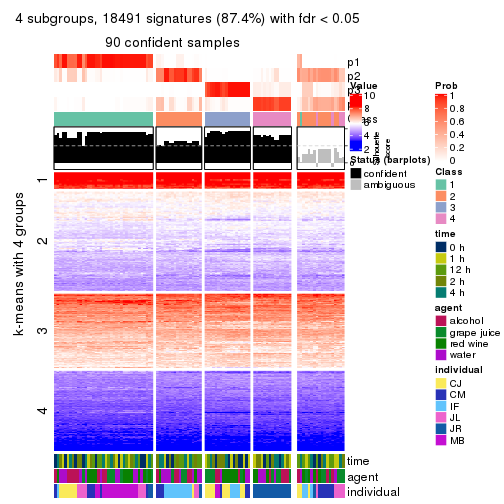 4 subgroups, 18491 signatures (87.4%) with fdr < 0.05
90 confident samples
p1
p2
p3
Class
Silhouette
score
k-means with 4 groups
1
2
3
4
time
agent
individual
Value
10
8
6
4
2
Status (barplots)
confident
ambiguous
Prob
1
0.8
0.6
0.4
0.2
0
Class
1
2
3
4
time
0 h
1 h
12 h
2 h
4 h
agent
alcohol
grape juice
red wine
water
individual
CJ
CM
IF
JL
JR
MB